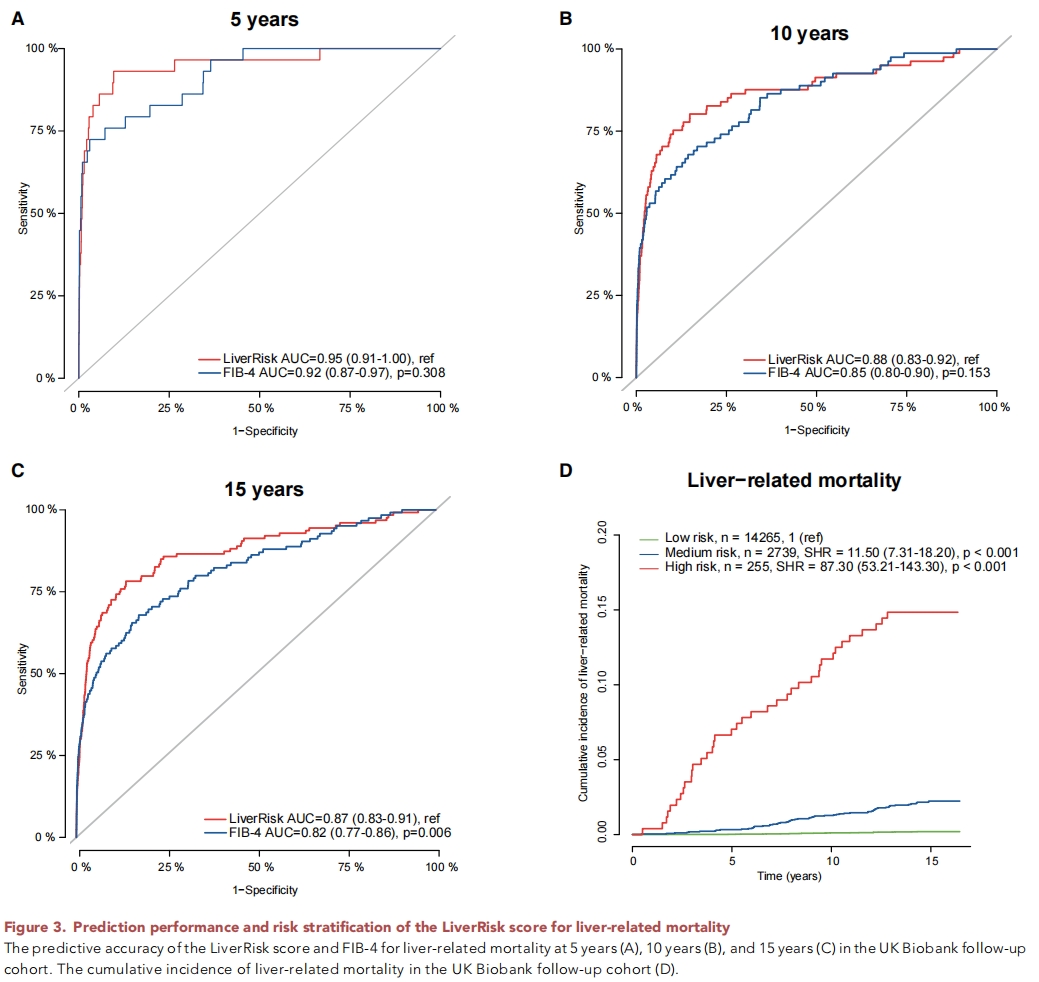 A
5 years
100 %
75 %
50 %
25 %
0 %
Sensitivity
LiverRisk AUC=0.95 (0.91-1.00), ref
FIB-4 AUC=0.92 (0.87-0.97), p=0.308
0 %
25 %
50 %
75 %
100 %
1−Specificity
B
10 years
100 %
75 %
50 %
25 %
0 %
Sensitivity
LiverRisk AUC=0.88 (0.83-0.92), ref
FIB-4 AUC=0.85 (0.80-0.90), p=0.153
0 %
25 %
50 %
75 %
100 %
1−Specificity
C
15 years
100 %
75 %
50 %
25 %
0 %
Sensitivity
LiverRisk AUC=0.87 (0.83-0.91), ref
FIB-4 AUC=0.82 (0.77-0.86), p=0.006
0 %
25 %
50 %
75 %
100 %
1−Specificity
D
Liver−related mortality
Low risk, n = 14265, 1 (ref)
Medium risk, n = 2739, SHR = 11.50 (7.31-18.20), p < 0.001
High risk, n = 255, SHR = 87.30 (53.21-143.30), p < 0.001
0.20
0.15
0.10
0.05
0.00
Cumulative incidence of liver−related mortality
0
5
10
15
Time (years)
Figure 3. Prediction performance and risk stratification of the LiverRisk score for liver-related mortality
The predictive accuracy of the LiverRisk score and FIB-4 for liver-related mortality at 5 years (A), 10 years (B), and 15 years (C) in the UK Biobank follow-up
cohort. The cumulative incidence of liver-related mortality in the UK Biobank follow-up cohort (D).